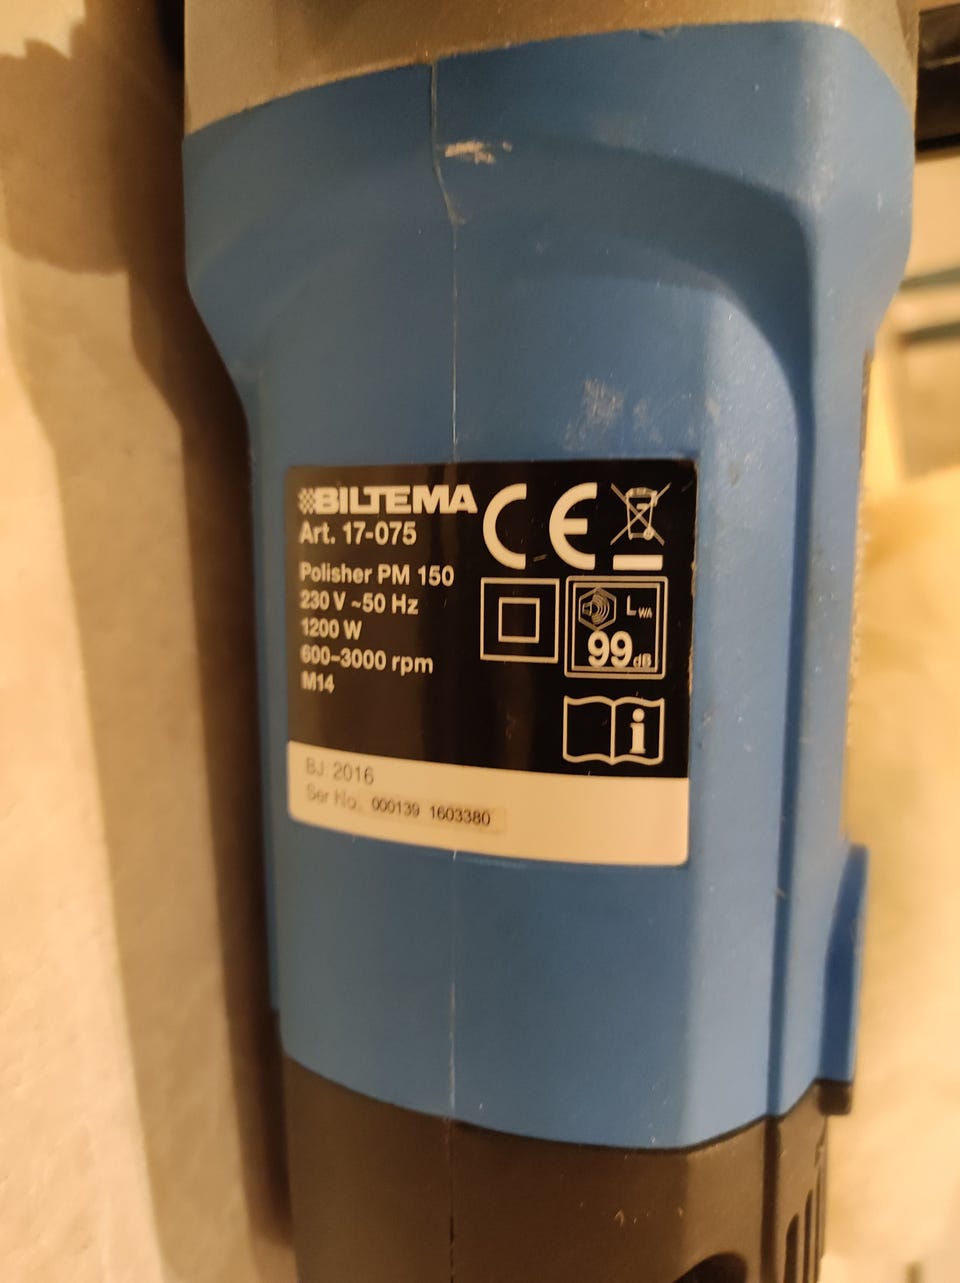 BILTEMA
Art. 17-075
Polisher PM 150
230 V ~50 Hz
1200 W
600–3000 rpm
M14
CE
LWA
99 dB
i
BJ: 2016
Ser No. 000139 1603380